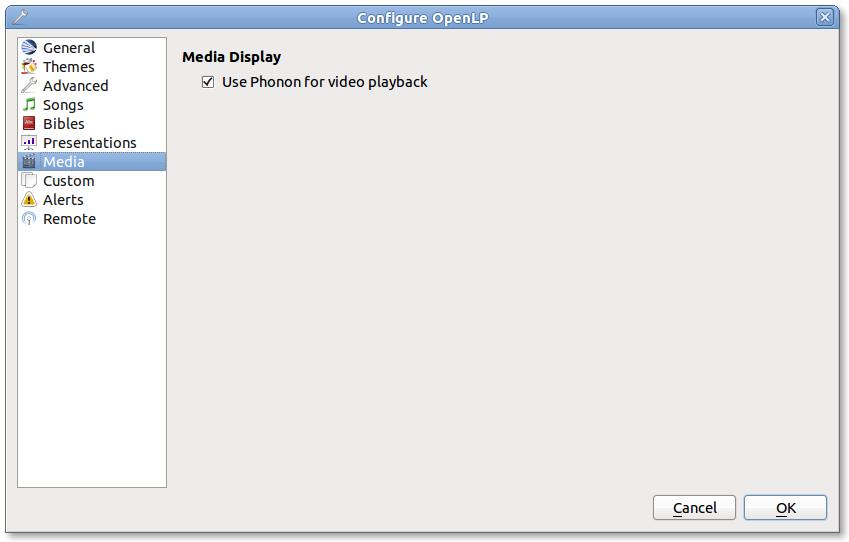 Configure OpenLP
General
Themes
Advanced
Songs
Bibles
Presentations
Media
Custom
Alerts
Remote
Media Display
Use Phonon for video playback
Cancel
OK